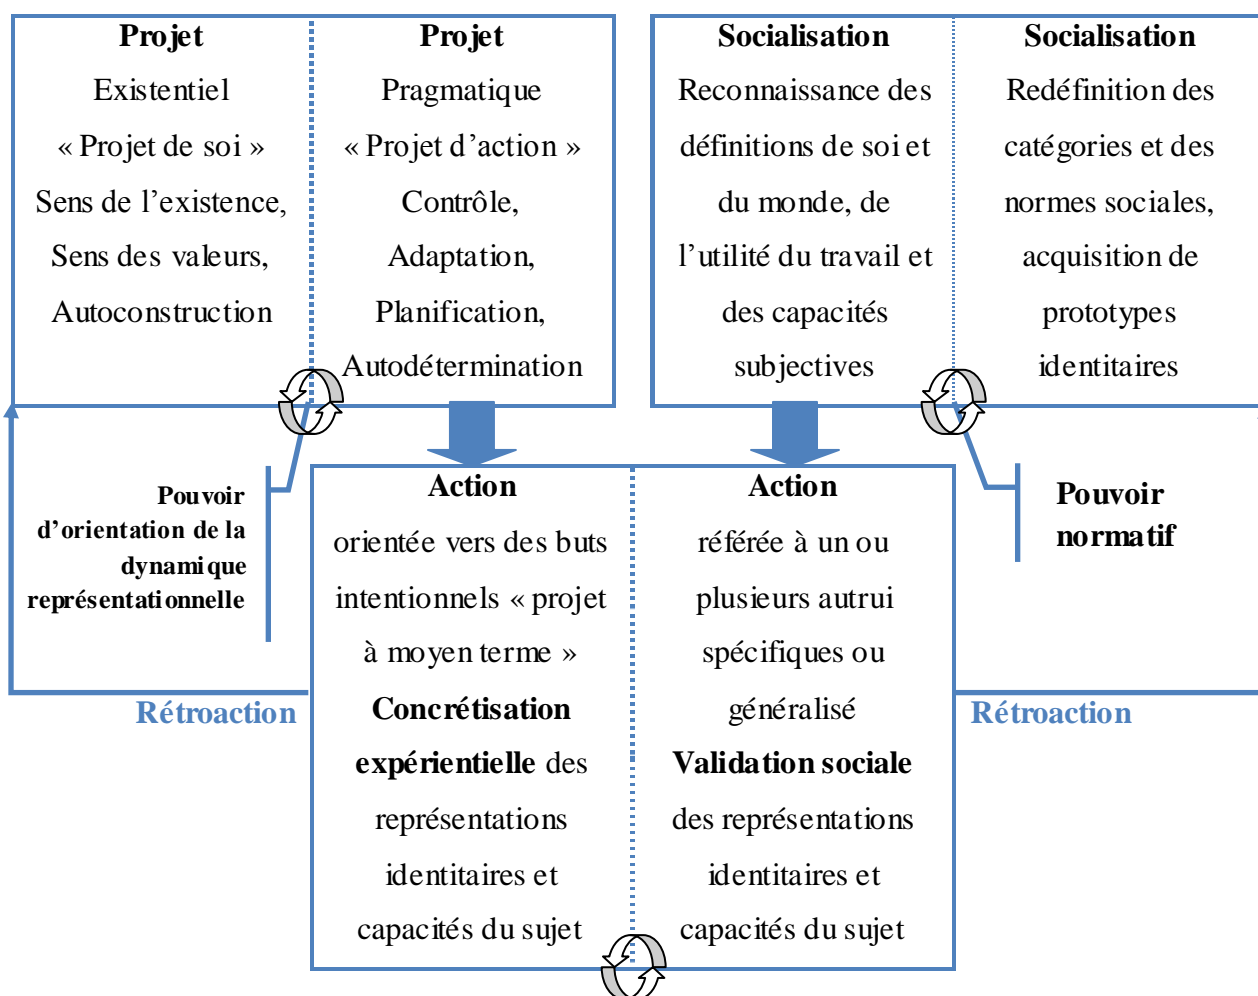 Projet
Existentiel
« Projet de soi »
Sens de l’existence,
Sens des valeurs,
Autoconstruction
Projet
Pragmatique
« Projet d’action »
Contrôle,
Adaptation,
Planification,
Autodétermination
Socialisation
Reconnaissance des
définitions de soi et
du monde, de
l’utilité du travail et
des capacités
subjectives
Socialisation
Redéfinition des
catégories et des
normes sociales,
acquisition de
prototypes
identitaires
Pouvoir
d’orientation de la
dynamique
représentationnelle
Action
orientée vers des buts
intentionnels « projet
à moyen terme »
Concrétisation
expérientielle des
représentations
identitaires et
capacités du sujet
Action
référée à un ou
plusieurs autrui
spécifiques ou
généralisé
Validation sociale
des représentations
identitaires et
capacités du sujet
Pouvoir
normatif
Rétroaction
Rétroaction